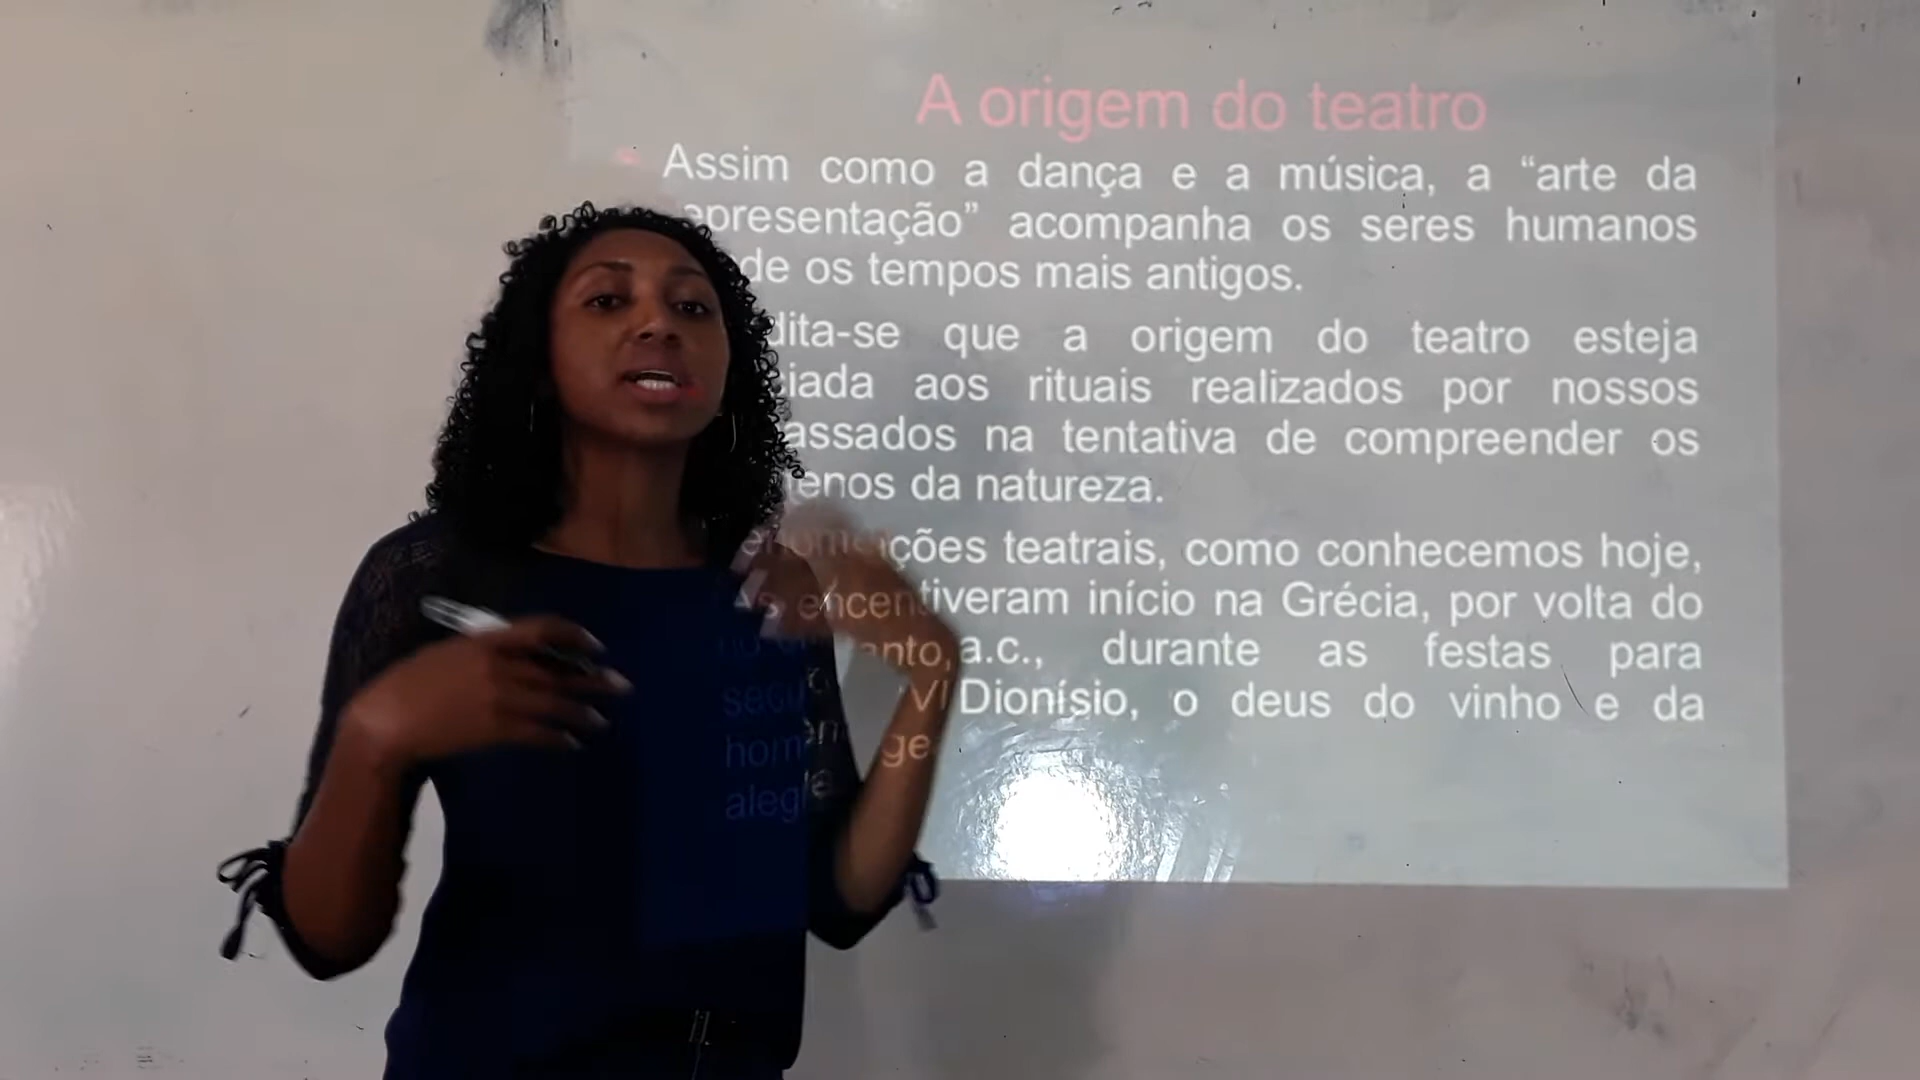 A origem do teatro
Assim como a dança e a música, a “arte da
epresentação” acompanha os seres humanos
de os tempos mais antigos.
dita-se que a origem do teatro esteja
ciada aos rituais realizados por nossos
assados na tentativa de compreender os
enos da natureza.
ções teatrais, como conhecemos hoje,
tiveram início na Grécia, por volta do
a.c., durante as festas para
Dionísio, o deus do vinho e da